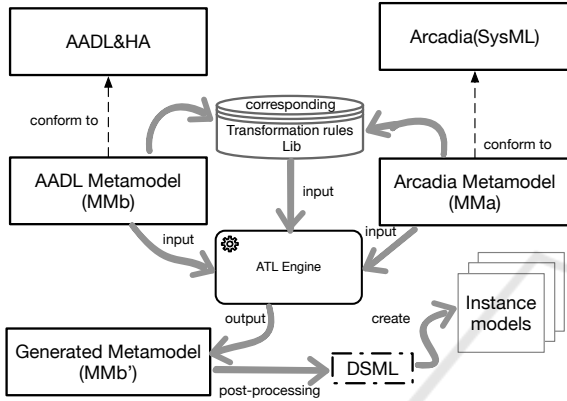 AADL&HA
Arcadia(SysML)
corresponding
Transformation rules
Lib
conform to
conform to
AADL Metamodel
(MMb)
input
Arcadia Metamodel
(MMa)
input
input
ATL Engine
output
create
Instance
models
Generated Metamodel
(MMb')
post-processing
DSML